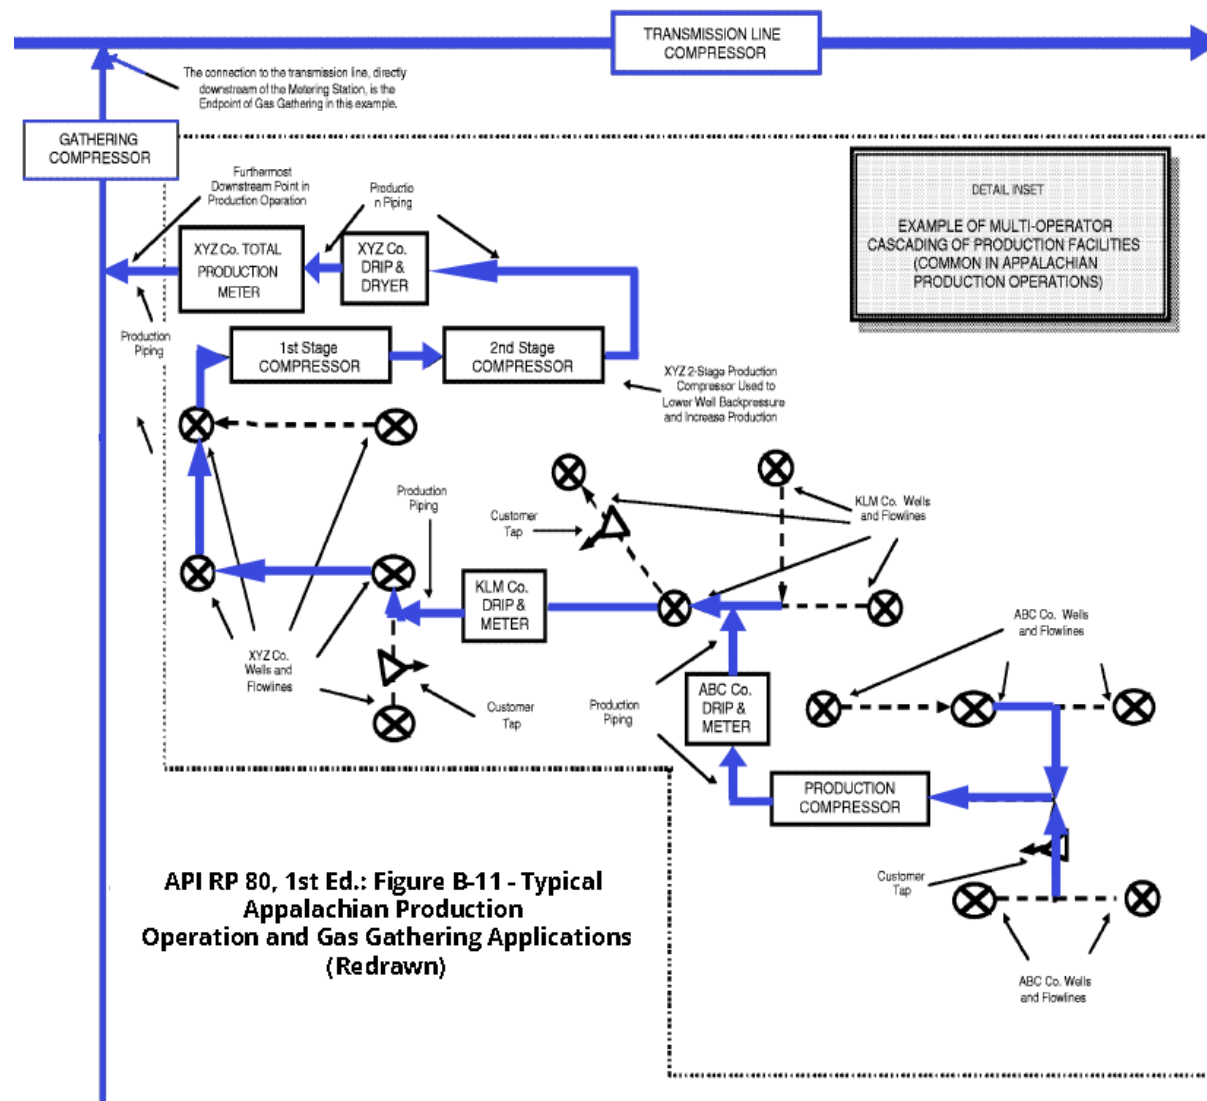 TRANSMISSION LINE
COMPRESSOR
The connection to the transmission line, directly
downstream of the Metering Station, is the
Endpoint of Gas Gathering in this example.
GATHERING
COMPRESSOR
Furthermost
Downstream Point in
Production Operation
Productio
n Piping
DETAIL INSET
EXAMPLE OF MULTI-OPERATOR
CASCADING OF PRODUCTION FACILITIES
(COMMON IN APPALACHIAN
PRODUCTION OPERATIONS)
XYZ Co. TOTAL
PRODUCTION
METER
XYZ Co.
DRIP &
DRYER
Production
Piping
1st Stage
COMPRESSOR
2nd Stage
COMPRESSOR
XYZ 2-Stage Production
Compressor Used to
Lower Well Backpressure
and Increase Production
Production
Piping
Customer
Tap
KLM Co. Wells
and Flowlines
KLM Co.
DRIP &
METER
XYZ Co.
Wells and
Flowlines
Customer
Tap
Production
Piping
ABC Co.
DRIP &
METER
ABC Co. Wells
and Flowlines
PRODUCTION
COMPRESSOR
Customer
Tap
ABC Co. Wells
and Flowlines
API RP 80, 1st Ed.: Figure B-11 - Typical
Appalachian Production
Operation and Gas Gathering Applications
(Redrawn)